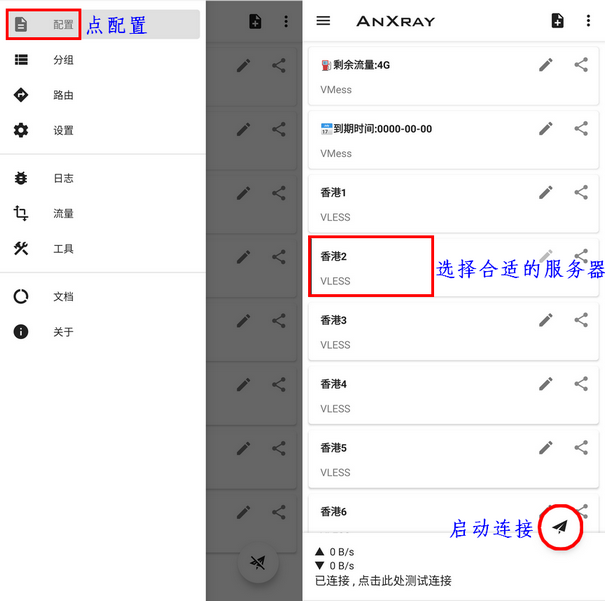 配置
点配置
分组
路由
设置
日志
流量
工具
文档
关于
ANXRAY
剩余流量:4G
VMess
17
到期时间:0000-00-00
VMess
香港1
VLESS
香港2
VLESS
选择合适的服务器
香港3
VLESS
香港4
VLESS
香港5
VLESS
香港6
启动连接
▲ 0 B/s
▼ 0 B/s
已连接 , 点击此处测试连接